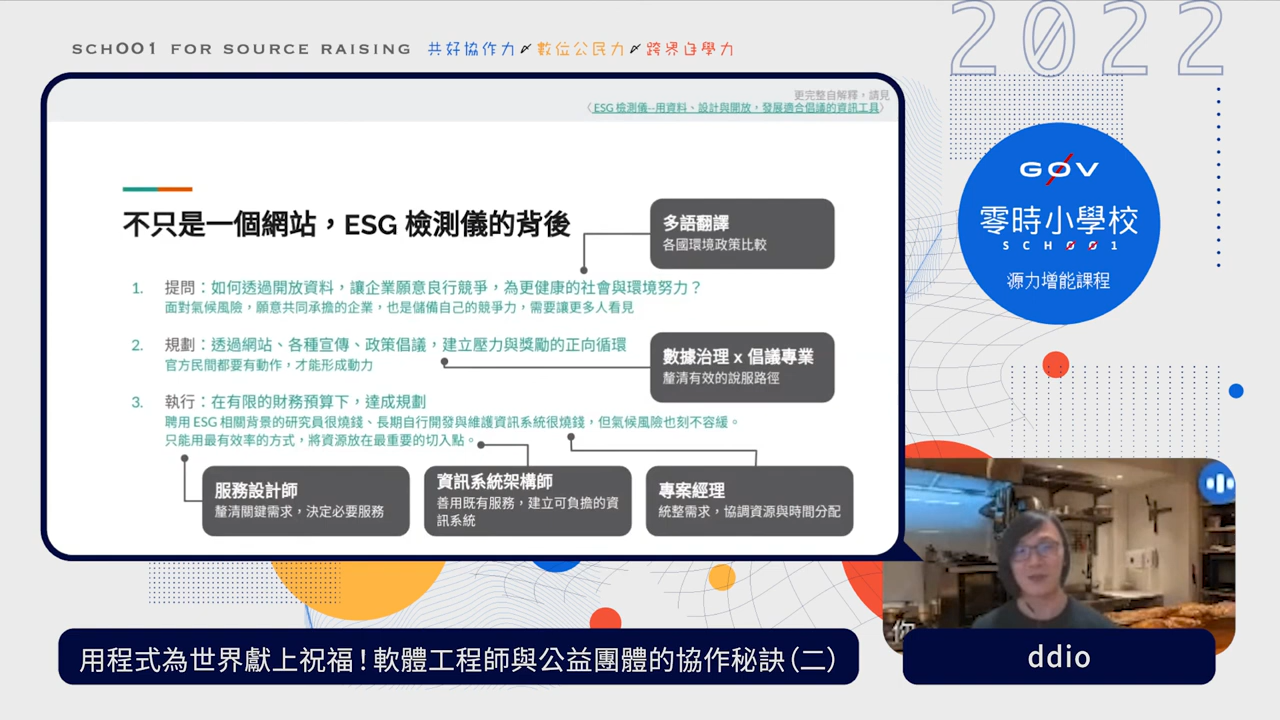 SCHOO1 FOR SOURCE RAISING 共好協作力 數位公民力 跨界自學力
2022
更完整自解釋，請見
〈ESG 檢測儀--用資料、設計與開放，發展適合倡議的資訊工具〉
不只是一個網站，ESG 檢測儀的背後
多語翻譯
各國環境政策比較
1. 提問：如何透過開放資料，讓企業願意良行競爭，為更健康的社會與環境努力？
面對氣候風險，願意共同承擔的企業，也是儲備自己的競爭力，需要讓更多人看見
2. 規劃：透過網站、各種宣傳、政策倡議，建立壓力與獎勵的正向循環
官方民間都要有動作，才能形成動力
數據治理 x 倡議專業
釐清有效的說服路徑
3. 執行：在有限的財務預算下，達成規劃
聘用 ESG 相關背景的研究員很燒錢、長期自行開發與維護資訊系統很燒錢，但氣候風險也刻不容緩。
只能用最有效率的方式，將資源放在最重要的切入點。
服務設計師
釐清關鍵需求，決定必要服務
資訊系統架構師
善用既有服務，建立可負擔的資
訊系統
專案經理
統整需求，協調資源與時間分配
G0V
零時小學校
SCH001
源力增能課程
你
用程式為世界獻上祝福！軟體工程師與公益團體的協作秘訣（二）
ddio